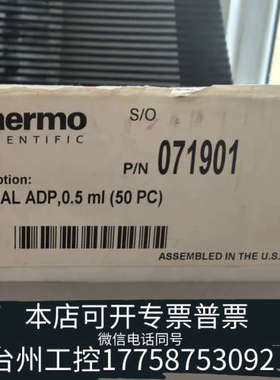 hermo
S/O
IENTIFIC
P/N 071901
ption:
AL ADP,0.5 ml (50 PC)
ASSEMBLED IN THE U.S.
本店可开专票普票
微信电话同号
台州工控17758753092